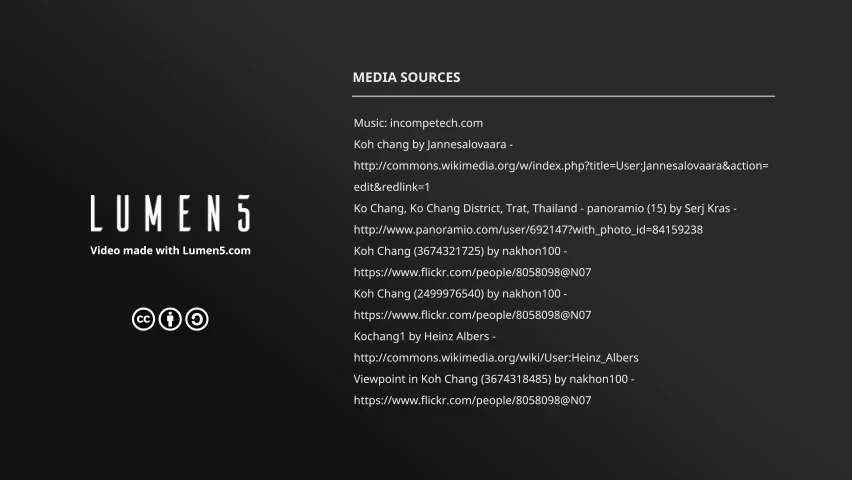 MEDIA SOURCES
Music: incompetech.com
Koh chang by Jannesalovaara -
http://commons.wikimedia.org/w/index.php?title=User:Jannesalovaara&action=
edit&redlink=1
Ko Chang, Ko Chang District, Trat, Thailand - panoramio (15) by Serj Kras -
http://www.panoramio.com/user/692147?with_photo_id=84159238
Koh Chang (3674321725) by nakhon100 -
https://www.flickr.com/people/8058098@N07
Koh Chang (2499976540) by nakhon100 -
https://www.flickr.com/people/8058098@N07
Kochang1 by Heinz Albers -
http://commons.wikimedia.org/wiki/User:Heinz_Albers
Viewpoint in Koh Chang (3674318485) by nakhon100 -
https://www.flickr.com/people/8058098@N07
LUMEN5
Video made with Lumen5.com
cc